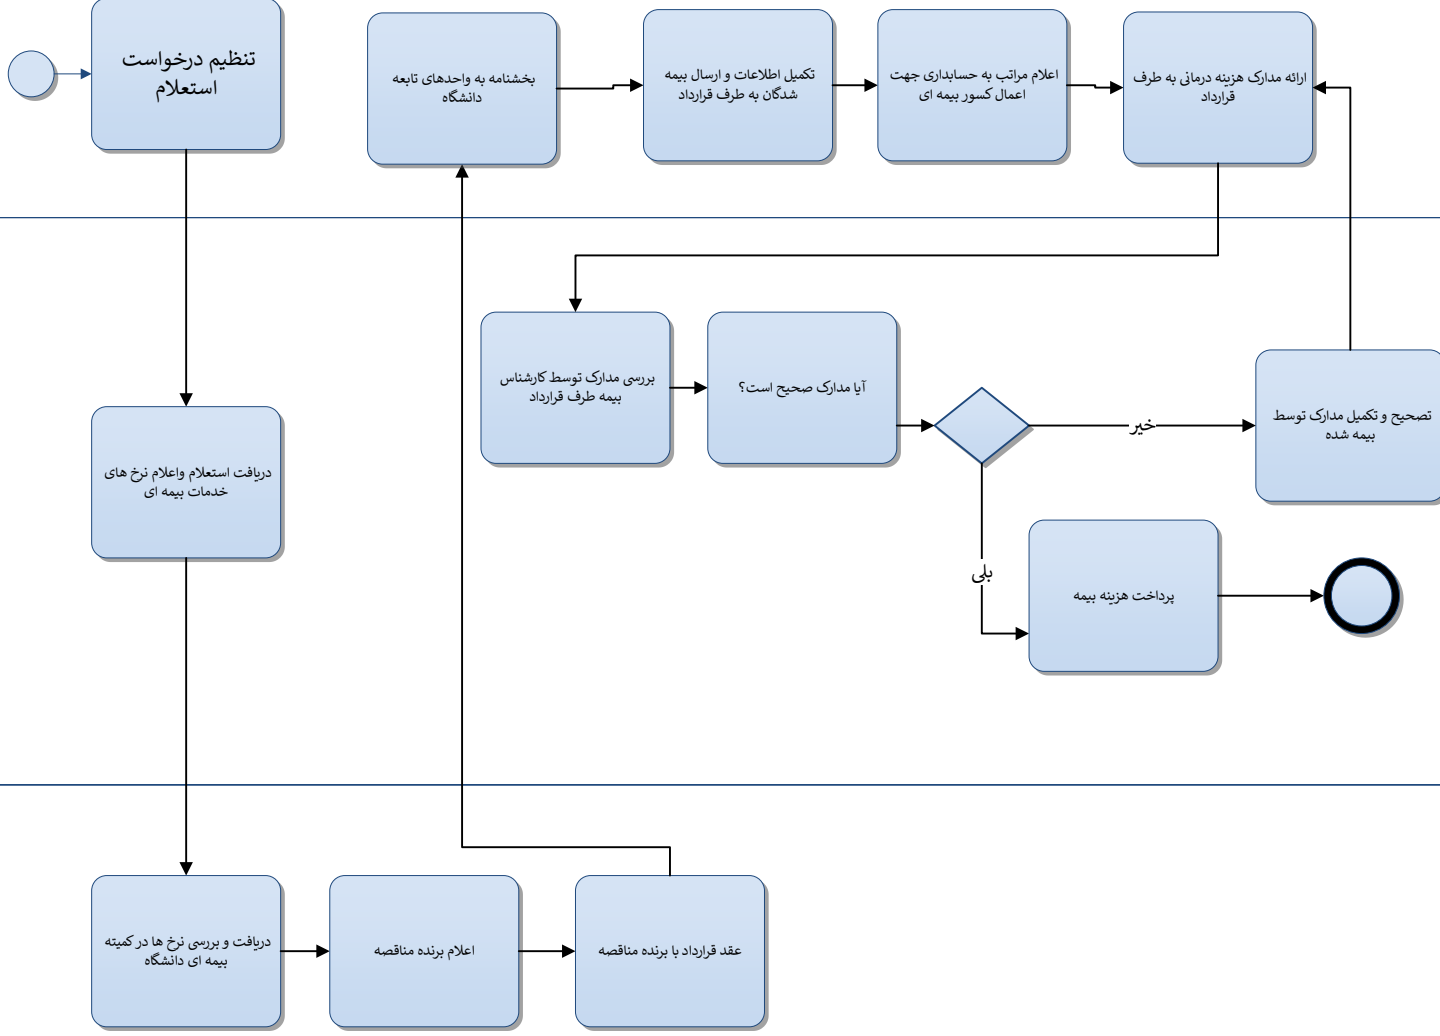 تنظیم درخواست
استعلام
بخشنامه به واحدهای تابعه
دانشگاه
تکمیل اطلاعات و ارسال بیمه
شدگان به طرف قرارداد
اعلام مراتب به حسابداری جهت
اعمال کسور بیمه ای
ارائه مدارک هزینه درمانی به طرف
قرارداد
بررسی مدارک توسط کارشناس
بیمه طرف قرارداد
آیا مدارک صحیح است؟
خیر
تصحیح و تکمیل مدارک توسط
بیمه شده
دریافت استعلام واعلام نرخ های
خدمات بیمه ای
بلی
پرداخت هزینه بیمه
دریافت و بررسی نرخ ها در کمیته
بیمه ای دانشگاه
اعلام برنده مناقصه
عقد قرارداد با برنده مناقصه